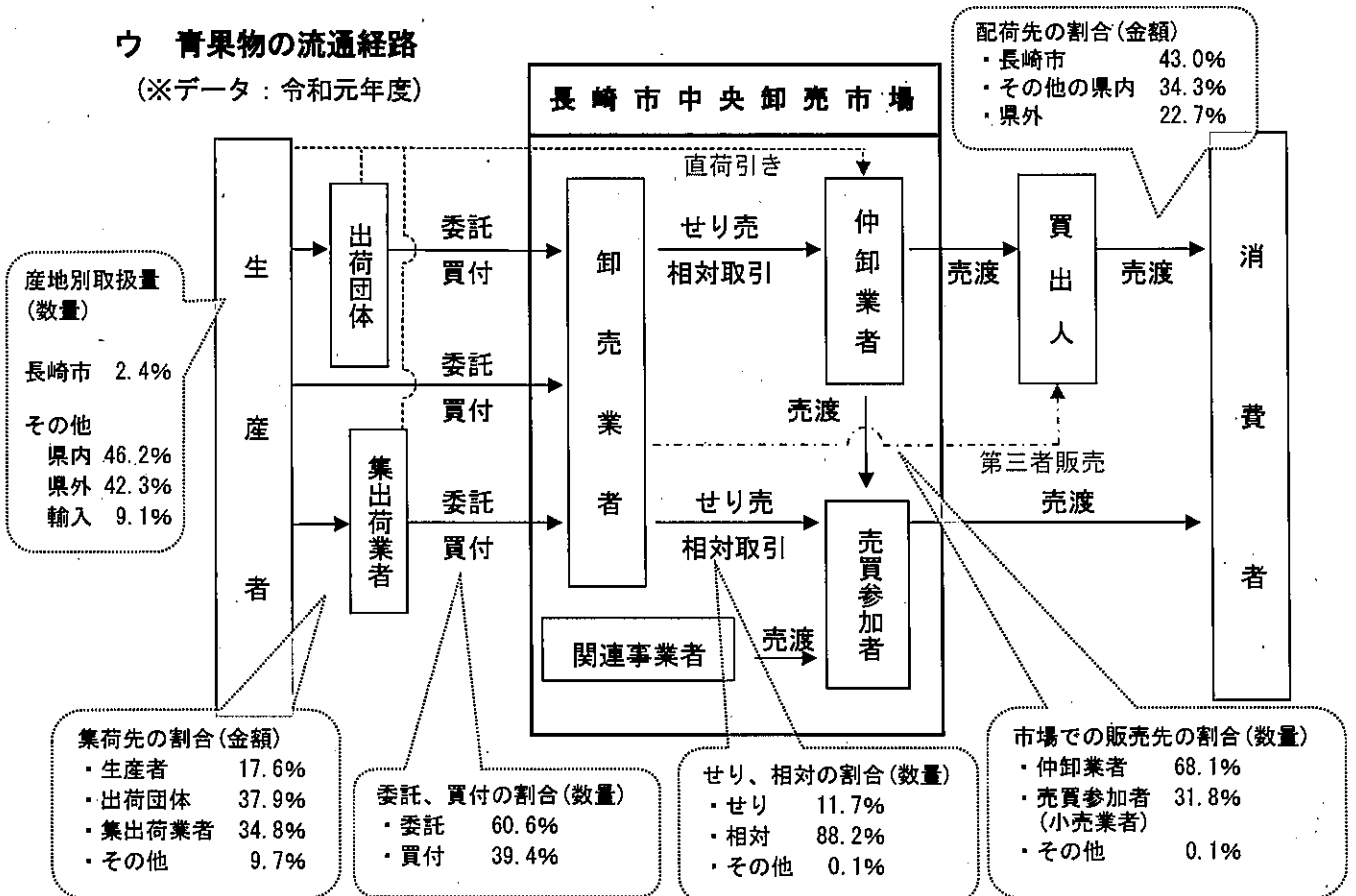 ウ 青果物の流通経路
(※データ：令和元年度)
長崎市中央卸売市場
配荷先の割合(金額)
・長崎市 43.0%
・その他の県内 34.3%
・県外 22.7%
産地別取扱量
(数量)
長崎市 2.4%
その他
県内 46.2%
県外 42.3%
輸入 9.1%
生産者
出荷団体
集出荷業者
委託
買付
委託
買付
委託
買付
卸売業者
直荷引き
せり売
相対取引
仲卸業者
売渡
買出人
売渡
消費者
売渡
第三者販売
せり売
相対取引
売買参加者
売渡
関連事業者
売渡
集荷先の割合(金額)
・生産者 17.6%
・出荷団体 37.9%
・集出荷業者 34.8%
・その他 9.7%
委託、買付の割合(数量)
・委託 60.6%
・買付 39.4%
せり、相対の割合(数量)
・せり 11.7%
・相対 88.2%
・その他 0.1%
市場での販売先の割合(数量)
・仲卸業者 68.1%
・売買参加者 31.8%
(小売業者)
・その他 0.1%